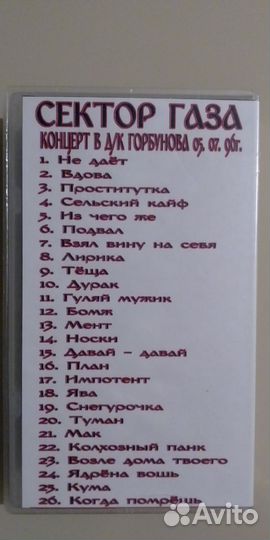 СЕКТОР ГАЗА
КОНЦЕРТ В Д/К ГОРБУНОВА 05. 07. 96г.
1. Не даёт
2. Вдова
3. Проститутка
4. Сельский кайф
5. Из чего же
6. Подвал
7. Взял вину на себя
8. Лирика
9. Тёща
10. Дурак
11. Гуляй мужик
12. Бомж
13. Мент
14. Носки
15. Давай – давай
16. План
17. Импотент
18. Ява
19. Снегурочка
20. Туман
21. Мак
22. Колхозный панк
23. Возле дома твоего
24. Ядрёна вошь
25. Кума
26. Когда помрёшь
Avito